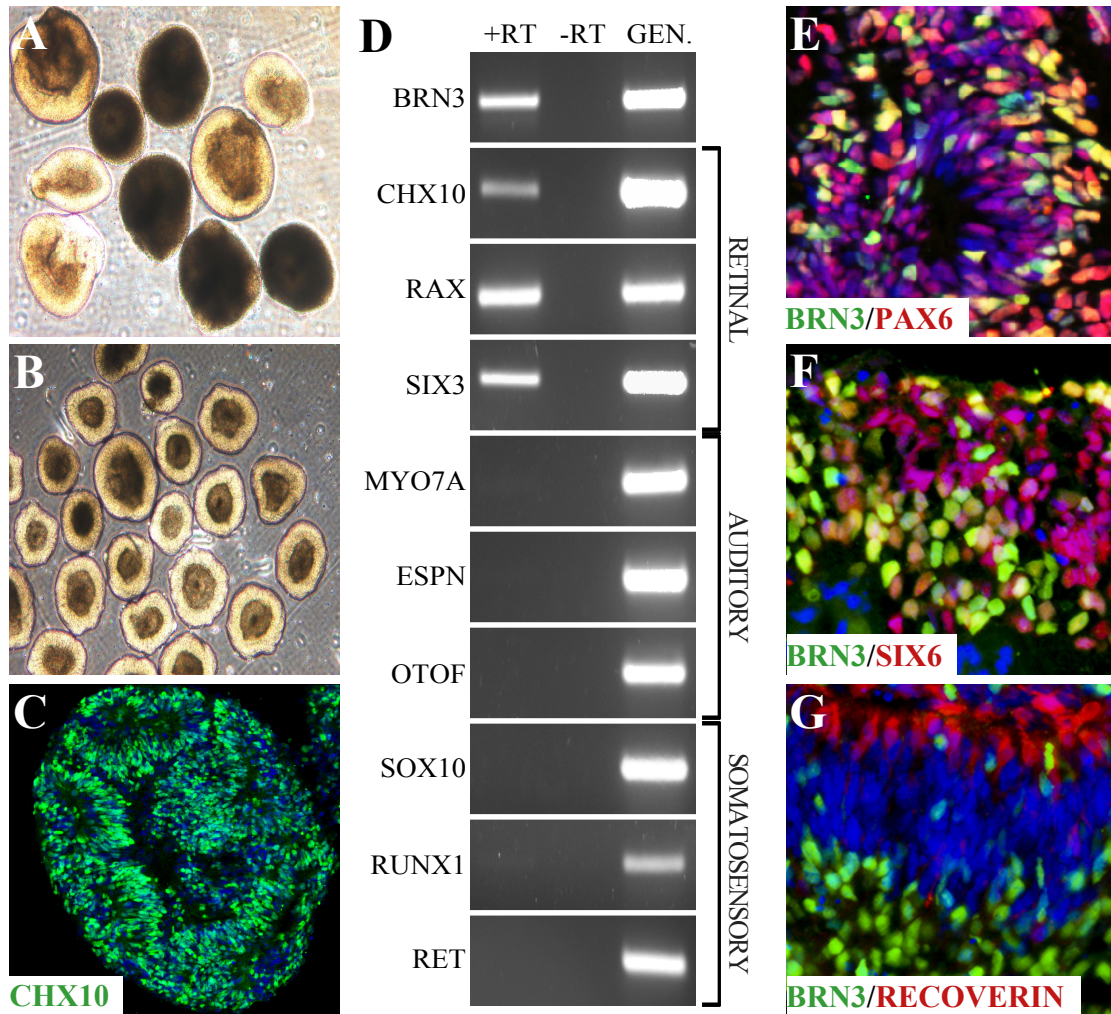 A
B
C
CHX10
D
+RT -RT GEN.
BRN3
CHX10
RAX
SIX3
MYO7A
ESPN
OTOF
SOX10
RUNX1
RET
RETINAL
AUDITORY
SOMATOSENSORY
E
BRN3/PAX6
F
BRN3/SIX6
G
BRN3/RECOVERIN